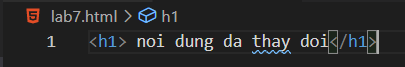 lab7.html > h1
1 <h1> noi dung da thay doi</h1>